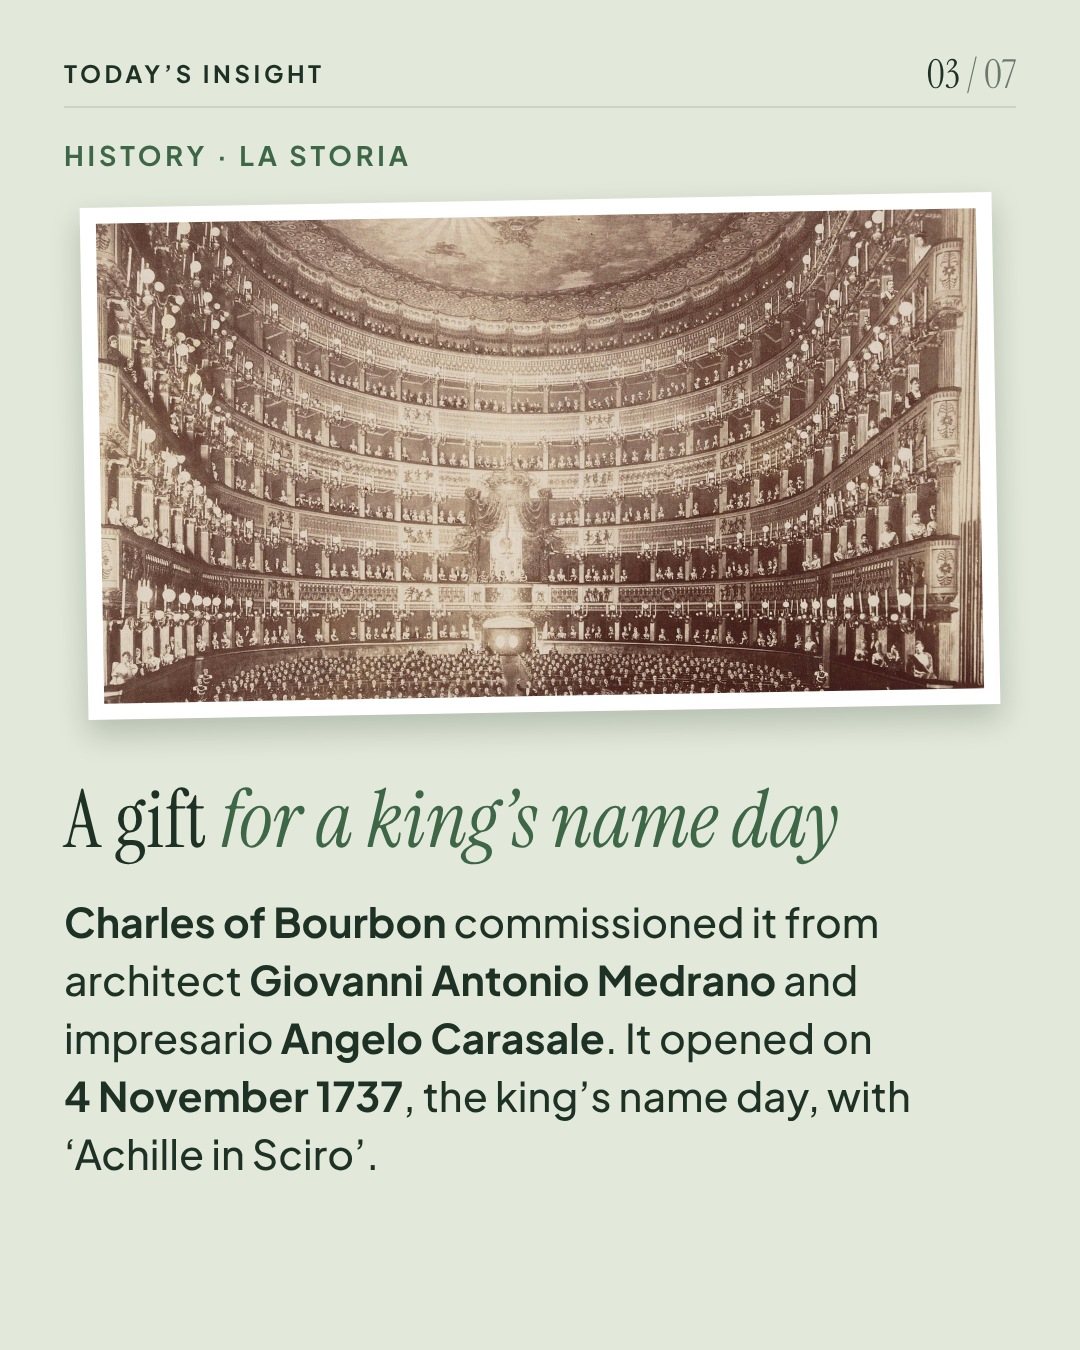 TODAY’S INSIGHT
03 / 07
HISTORY · LA STORIA
A gift for a king’s name day
Charles of Bourbon commissioned it from
architect Giovanni Antonio Medrano and
impresario Angelo Carasale. It opened on
4 November 1737, the king’s name day, with
‘Achille in Sciro’.